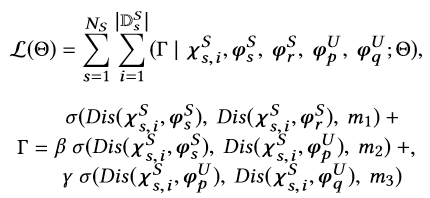 𝓛(Θ) = ∑_{s=1}^{N_S} ∑_{i=1}^{|𝔻_s^S|} (Γ | χ_{s,i}^S, φ_s^S, φ_r^S, φ_p^U, φ_q^U; Θ),
σ(Dis(χ_{s,i}^S, φ_s^S), Dis(χ_{s,i}^S, φ_r^S), m_1) +
Γ = β σ(Dis(χ_{s,i}^S, φ_s^S), Dis(χ_{s,i}^S, φ_p^U), m_2) +,
γ σ(Dis(χ_{s,i}^S, φ_p^U), Dis(χ_{s,i}^S, φ_q^U), m_3)